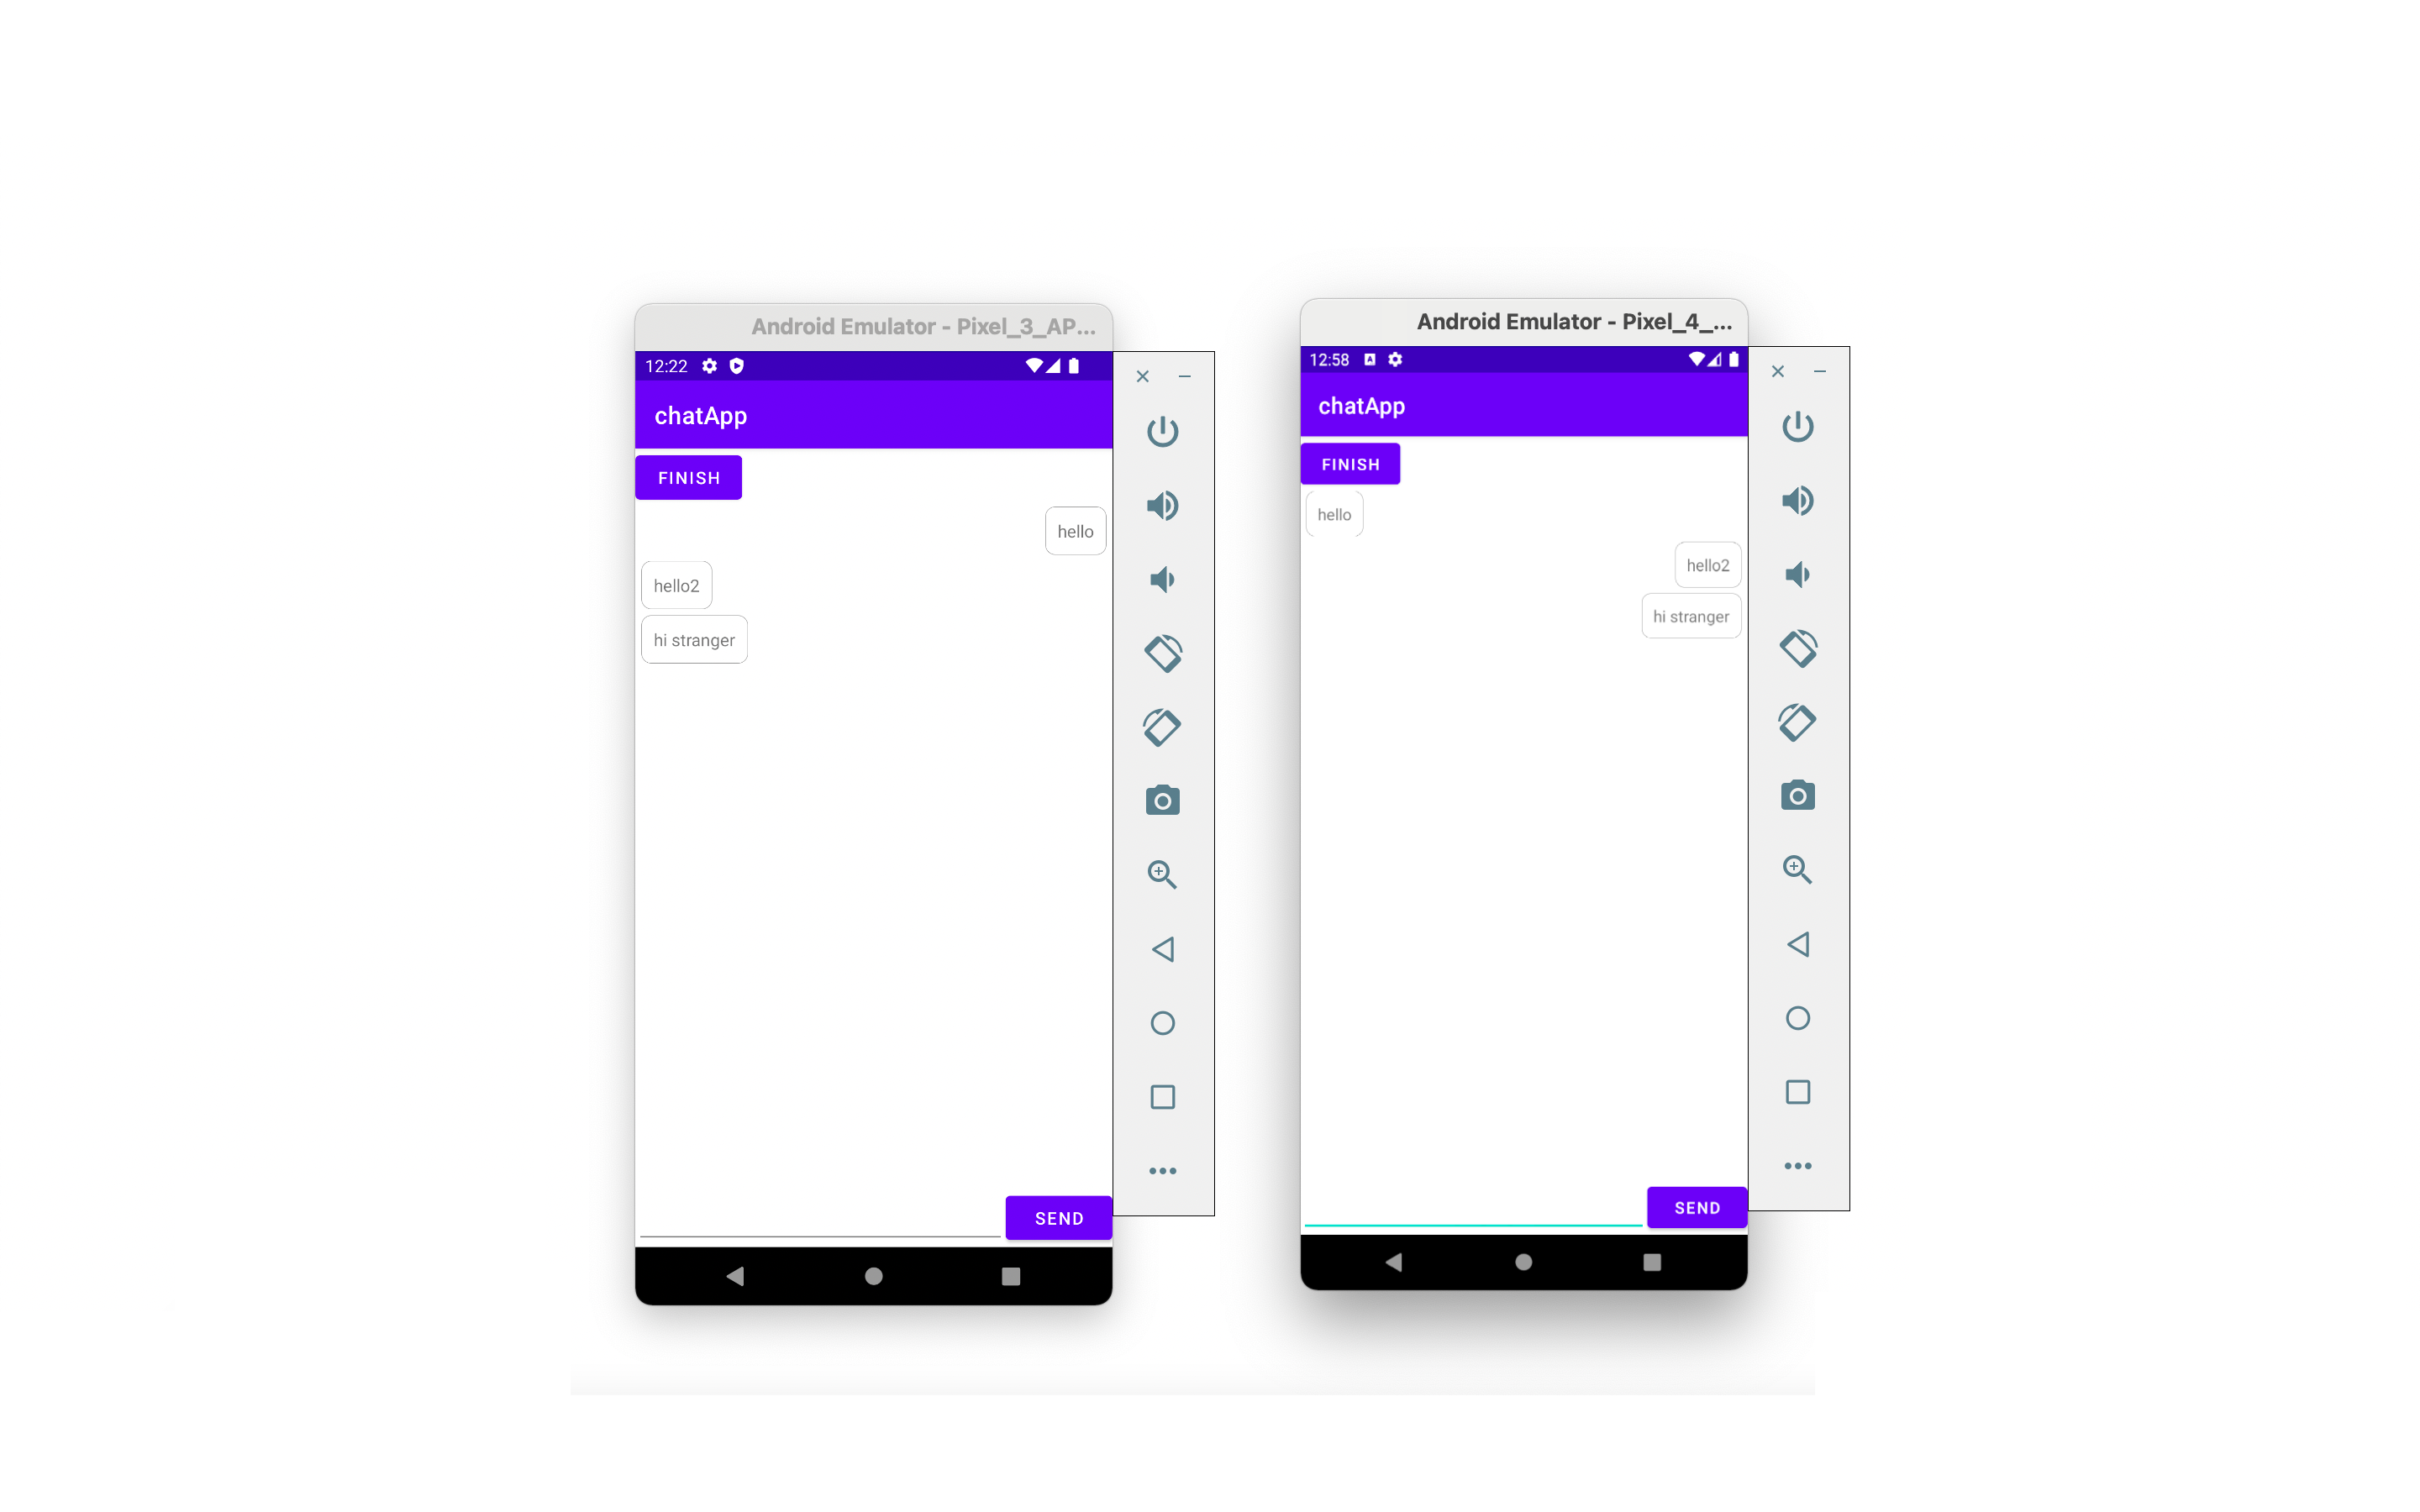 Android Emulator - Pixel_3_AP...
12:22
chatApp
FINISH
hello
hello2
hi stranger
SEND
Android Emulator - Pixel_4_...
12:58
chatApp
FINISH
hello
hello2
hi stranger
SEND